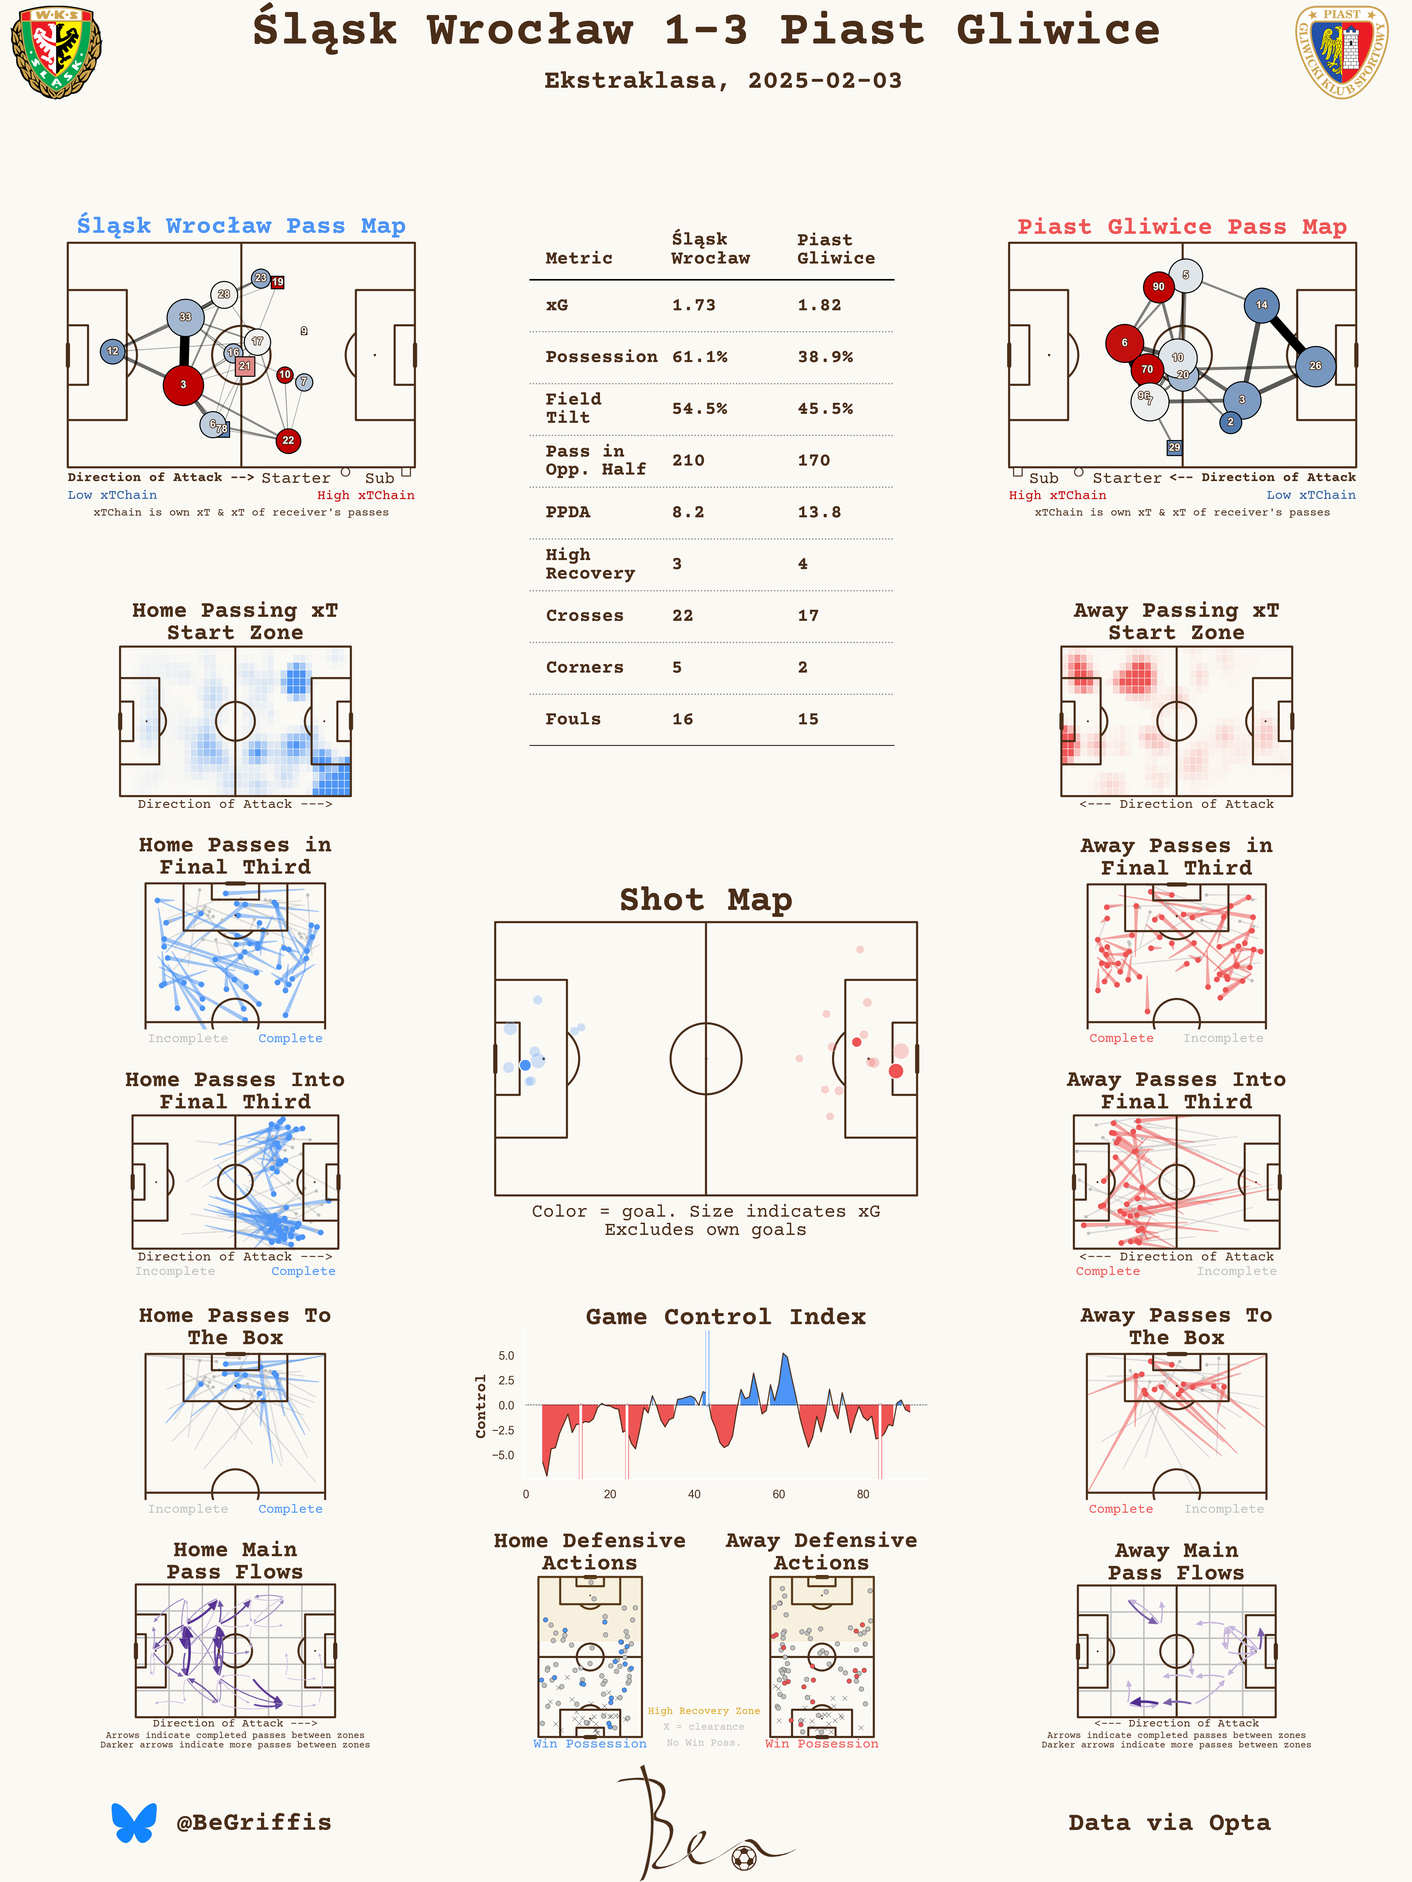 Śląsk Wrocław 1-3 Piast Gliwice
Ekstraklasa, 2025-02-03
W·K·S
ŚLĄSK
PIAST
GLIWICKI KLUB SPORTOWY
Śląsk Wrocław Pass Map
12
33
3
28
23
19
9
17
16
21
10
7
6
78
22
Direction of Attack --> Starter Sub
Low xTChain High xTChain
xTChain is own xT & xT of receiver's passes
Metric Śląsk Wrocław Piast Gliwice
xG 1.73 1.82
Possession 61.1% 38.9%
Field Tilt 54.5% 45.5%
Pass in Opp. Half 210 170
PPDA 8.2 13.8
High Recovery 3 4
Crosses 22 17
Corners 5 2
Fouls 16 15
Piast Gliwice Pass Map
5
90
14
6
10
70
20
26
96
7
3
2
29
Sub Starter <-- Direction of Attack
High xTChain Low xTChain
xTChain is own xT & xT of receiver's passes
Home Passing xT
Start Zone
Direction of Attack --->
Away Passing xT
Start Zone
<--- Direction of Attack
Home Passes in
Final Third
Incomplete Complete
Away Passes in
Final Third
Complete Incomplete
Shot Map
Color = goal. Size indicates xG
Excludes own goals
Home Passes Into
Final Third
Direction of Attack --->
Incomplete Complete
Away Passes Into
Final Third
<--- Direction of Attack
Complete Incomplete
Home Passes To
The Box
Incomplete Complete
Game Control Index
Control
5.0
2.5
0.0
−2.5
−5.0
0 20 40 60 80
Away Passes To
The Box
Complete Incomplete
Home Main
Pass Flows
Direction of Attack --->
Arrows indicate completed passes between zones
Darker arrows indicate more passes between zones
Home Defensive
Actions
Win Possession
Away Defensive
Actions
Win Possession
High Recovery Zone
X = clearance
No Win Poss.
Away Main
Pass Flows
<--- Direction of Attack
Arrows indicate completed passes between zones
Darker arrows indicate more passes between zones
@BeGriffis
Ben
Data via Opta